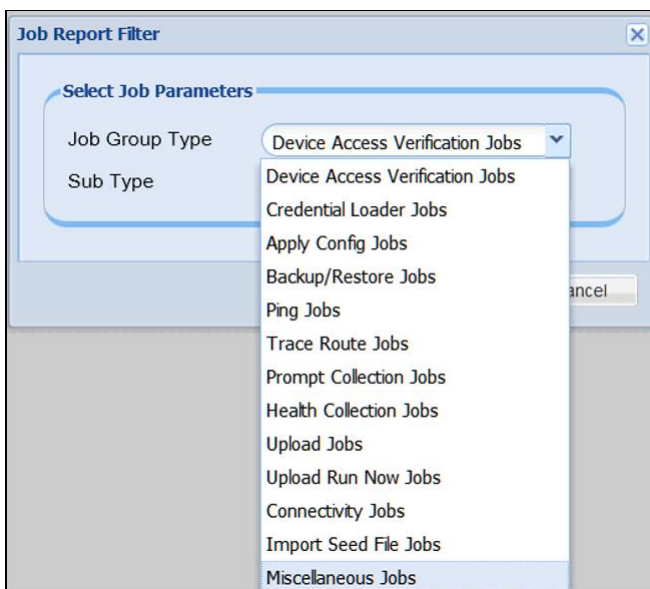 Job Report Filter
Select Job Parameters
Job Group Type
Device Access Verification Jobs
Sub Type
Device Access Verification Jobs
Credential Loader Jobs
Apply Config Jobs
Backup/Restore Jobs
ancel
Ping Jobs
Trace Route Jobs
Prompt Collection Jobs
Health Collection Jobs
Upload Jobs
Upload Run Now Jobs
Connectivity Jobs
Import Seed File Jobs
Miscellaneous Jobs